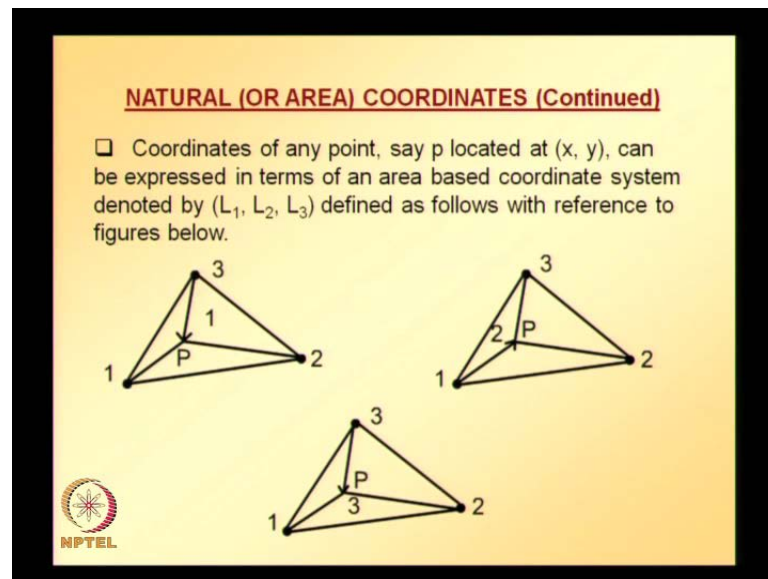 NATURAL (OR AREA) COORDINATES (Continued)
❑ Coordinates of any point, say p located at (x, y), can
be expressed in terms of an area based coordinate system
denoted by (L₁, L₂, L₃) defined as follows with reference to
figures below.
3
1
P
1
2
3
2 P
1
2
3
P
3
1
2
NPTEL